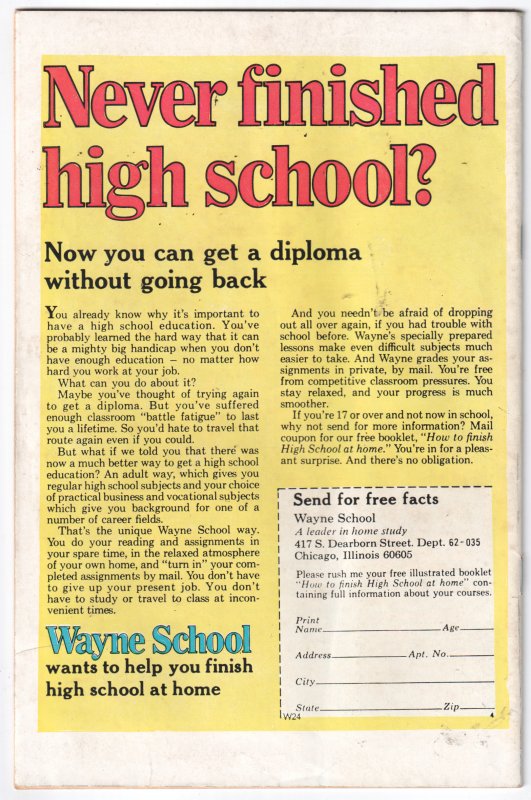 Never finished
high school?
Now you can get a diploma
without going back
You already know why it's important to
have a high school education. You've
probably learned the hard way that it can
be a mighty big handicap when you don't
have enough education – no matter how
hard you work at your job.
What can you do about it?
Maybe you've thought of trying again
to get a diploma. But you've suffered
enough classroom "battle fatigue" to last
you a lifetime. So you'd hate to travel that
route again even if you could.
But what if we told you that there was
now a much better way to get a high school
education? An adult way, which gives you
regular high school subjects and your choice
of practical business and vocational subjects
which give you background for one of a
number of career fields.
That's the unique Wayne School way.
You do your reading and assignments in
your spare time, in the relaxed atmosphere
of your own home, and "turn in" your com-
pleted assignments by mail. You don't have
to give up your present job. You don't
have to study or travel to class at incon-
venient times.
Wayne School
wants to help you finish
high school at home
And you needn't be afraid of dropping
out all over again, if you had trouble with
school before. Wayne's specially prepared
lessons make even difficult subjects much
easier to take. And Wayne grades your as-
signments in private, by mail. You're free
from competitive classroom pressures. You
stay relaxed, and your progress is much
smoother.
If you're 17 or over and not now in school,
why not send for more information? Mail
coupon for our free booklet, "How to finish
High School at home." You're in for a pleas-
ant surprise. And there's no obligation.
Send for free facts
Wayne School
A leader in home study
417 S. Dearborn Street. Dept. 62-035
Chicago, Illinois 60605
Please rush me your free illustrated booklet
"How to finish High School at home" con-
taining full information about your courses.
Print
Name Age
Address Apt. No.
City
State Zip
W24 4